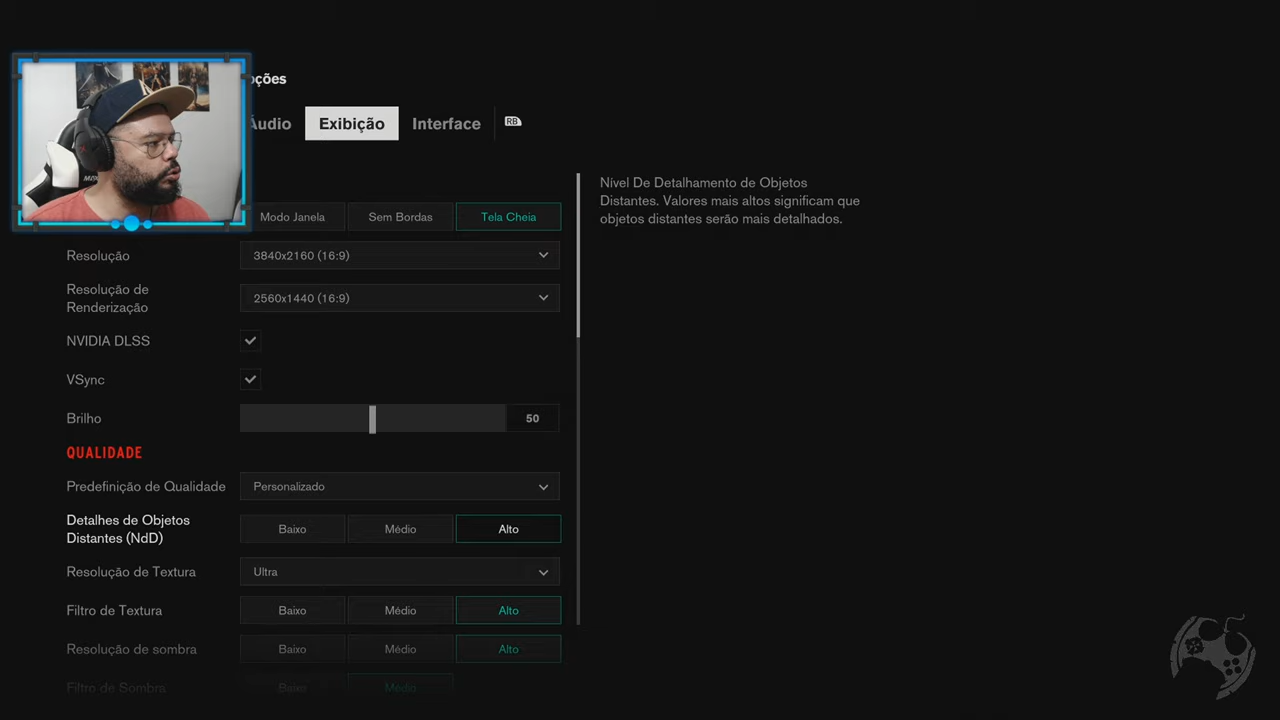 pções
Áudio
Exibição
Interface
RB
Modo Janela
Sem Bordas
Tela Cheia
Nível De Detalhamento de Objetos
Distantes. Valores mais altos significam que
objetos distantes serão mais detalhados.
Resolução
3840x2160 (16:9)
Resolução de
Renderização
2560x1440 (16:9)
NVIDIA DLSS
VSync
Brilho
50
QUALIDADE
Predefinição de Qualidade
Personalizado
Detalhes de Objetos
Distantes (NdD)
Baixo
Médio
Alto
Resolução de Textura
Ultra
Filtro de Textura
Baixo
Médio
Alto
Resolução de sombra
Baixo
Médio
Alto
Filtro de Sombra
Baixo
Médio